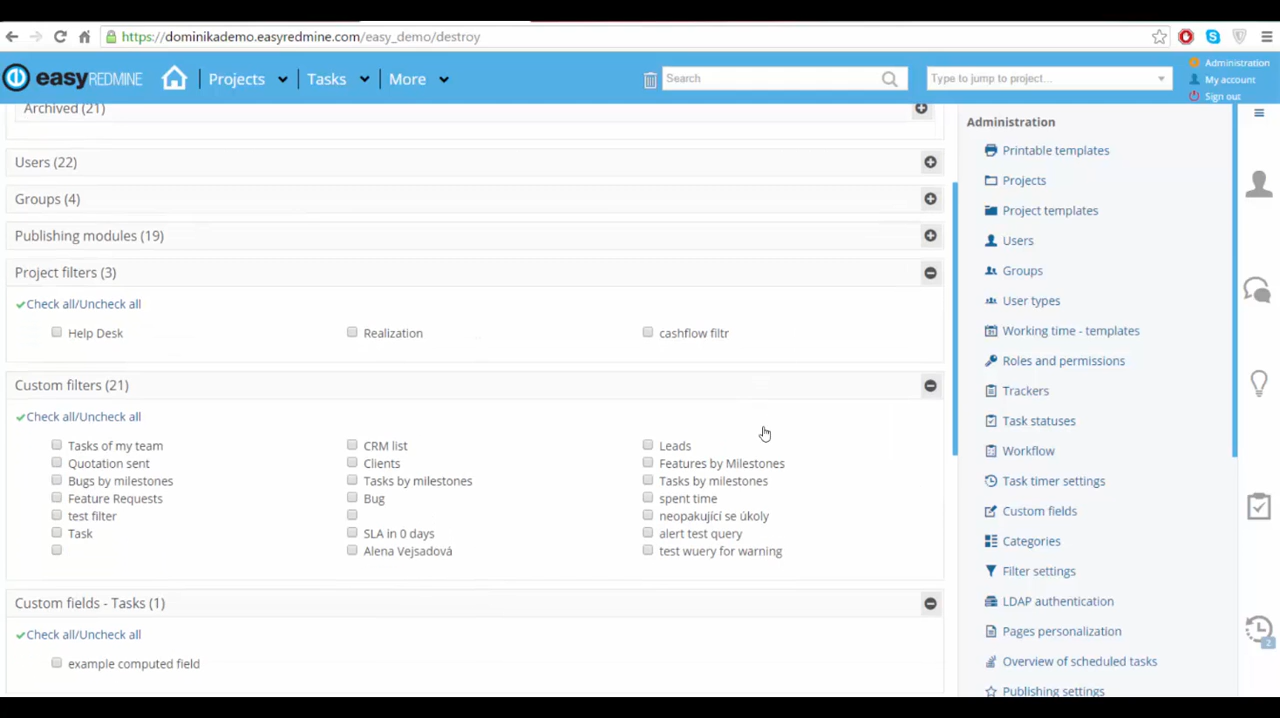 https://dominikademo.easyredmine.com/easy_demo/destroy
easyREDMINE Projects Tasks More Search Type to jump to project...
Administration
My account
Sign out
Archived (21)
Users (22)
Groups (4)
Publishing modules (19)
Project filters (3)
Check all/Uncheck all
Help Desk Realization cashflow filtr
Custom filters (21)
Check all/Uncheck all
Tasks of my team CRM list Leads
Quotation sent Clients Features by Milestones
Bugs by milestones Tasks by milestones Tasks by milestones
Feature Requests Bug spent time
test filter neopakující se úkoly
Task SLA in 0 days alert test query
Alena Vejsadová test wuery for warning
Custom fields - Tasks (1)
Check all/Uncheck all
example computed field
Administration
Printable templates
Projects
Project templates
Users
Groups
User types
Working time - templates
Roles and permissions
Trackers
Task statuses
Workflow
Task timer settings
Custom fields
Categories
Filter settings
LDAP authentication
Pages personalization
Overview of scheduled tasks
Publishing settings
2